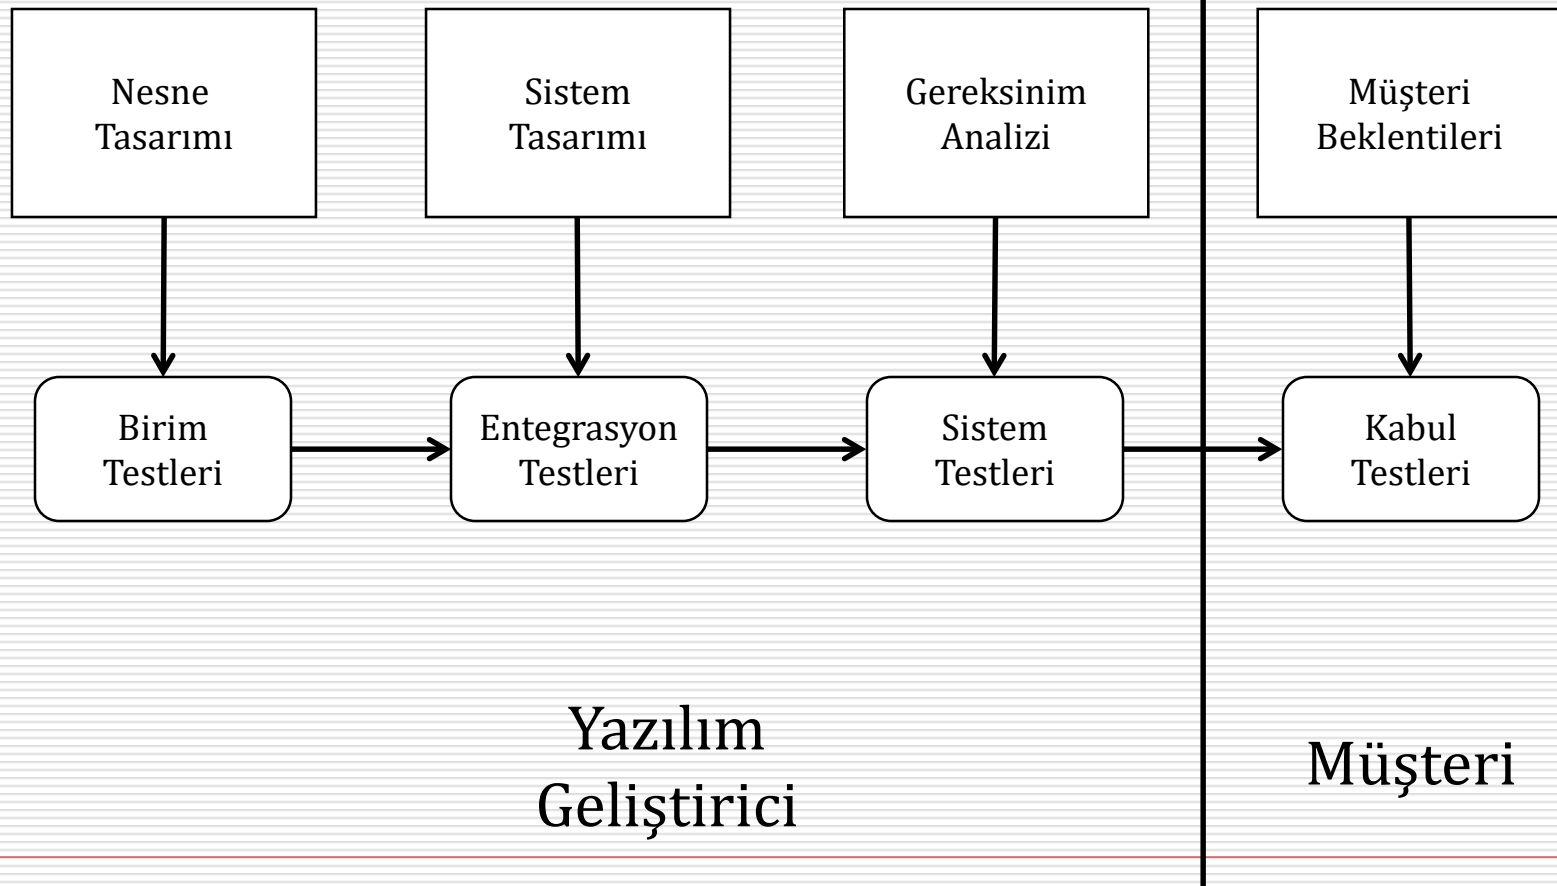 Nesne
Tasarımı
Sistem
Tasarımı
Gereksinim
Analizi
Müşteri
Beklentileri
Birim
Testleri
Entegrasyon
Testleri
Sistem
Testleri
Kabul
Testleri
Yazılım
Geliştirici
Müşteri